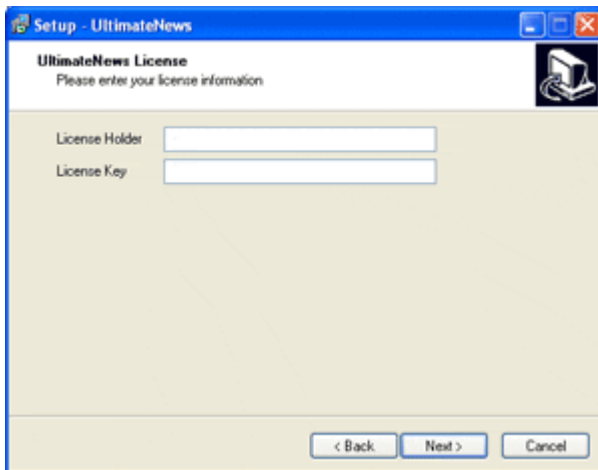 Setup - UltimateNews
UltimateNews License
Please enter your license information
License Holder
License Key
< Back
Next >
Cancel